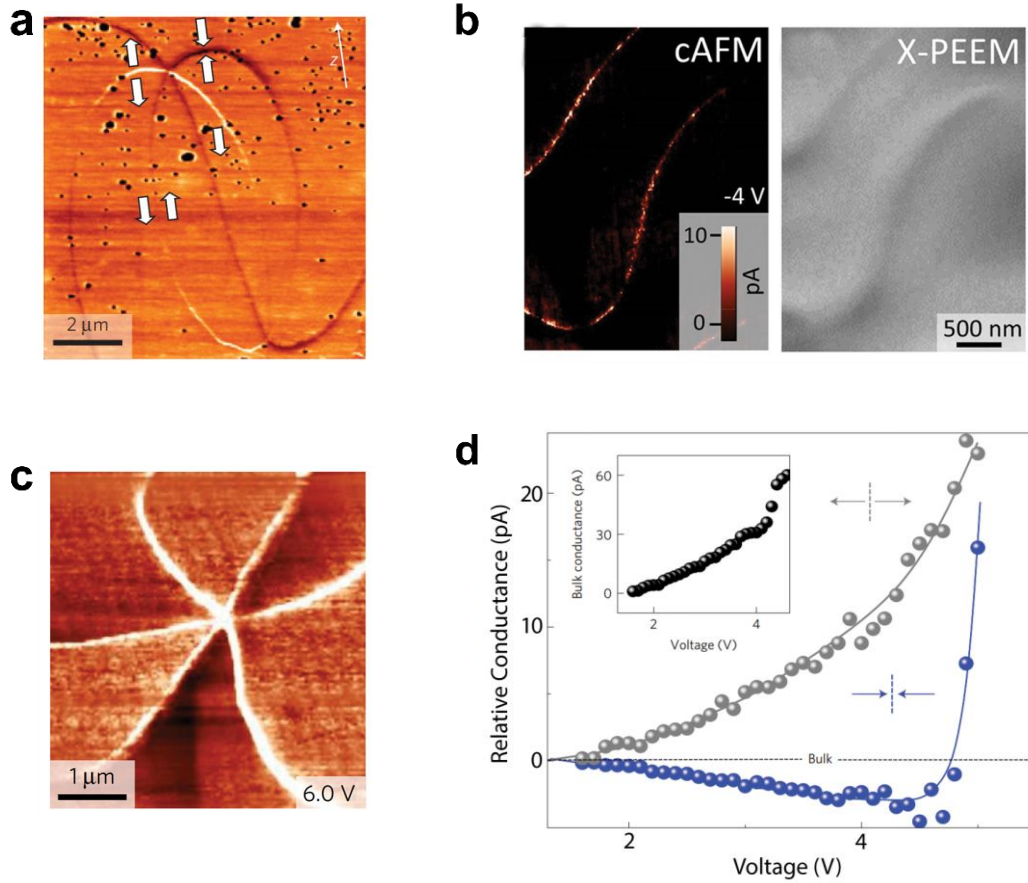 a
z
2 μm
b
cAFM
-4 V
10
0
pA
X-PEEM
500 nm
c
1 μm
6.0 V
d
Relative Conductance (pA)
20
10
0
2
4
Voltage (V)
Bulk
Bulk conductance (pA)
60
30
0
2
4
Voltage (V)